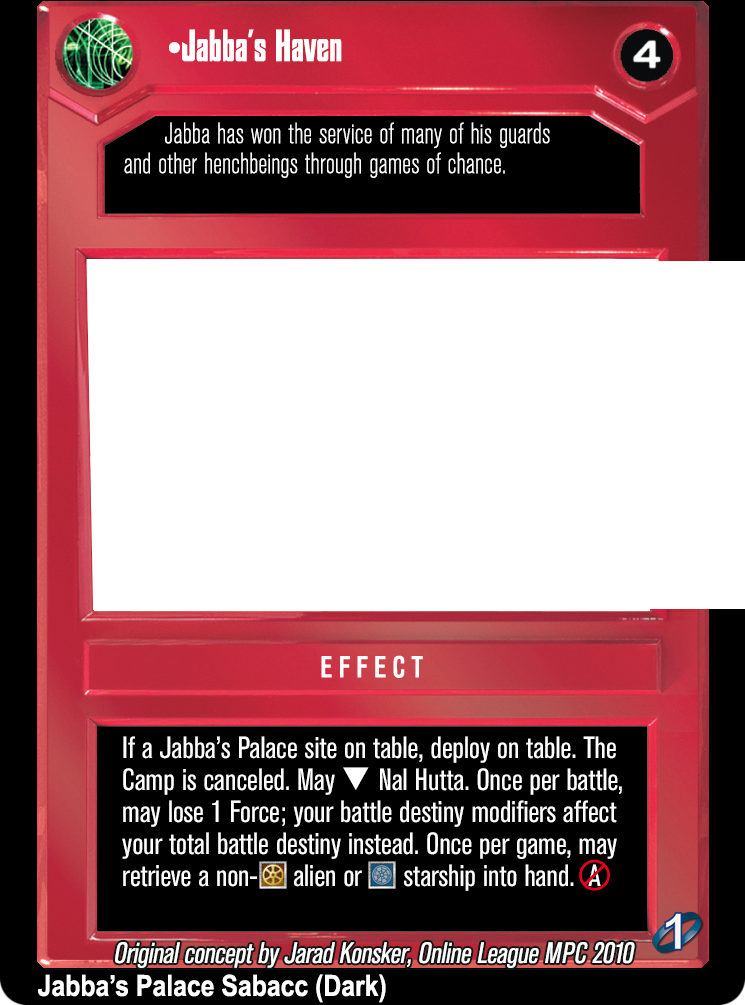 •Jabba's Haven
4
Jabba has won the service of many of his guards
and other henchbeings through games of chance.
EFFECT
If a Jabba's Palace site on table, deploy on table. The
Camp is canceled. May ▼ Nal Hutta. Once per battle,
may lose 1 Force; your battle destiny modifiers affect
your total battle destiny instead. Once per game, may
retrieve a non- alien or starship into hand. A
1
Original concept by Jarad Konsker, Online League MPC 2010
Jabba's Palace Sabacc (Dark)